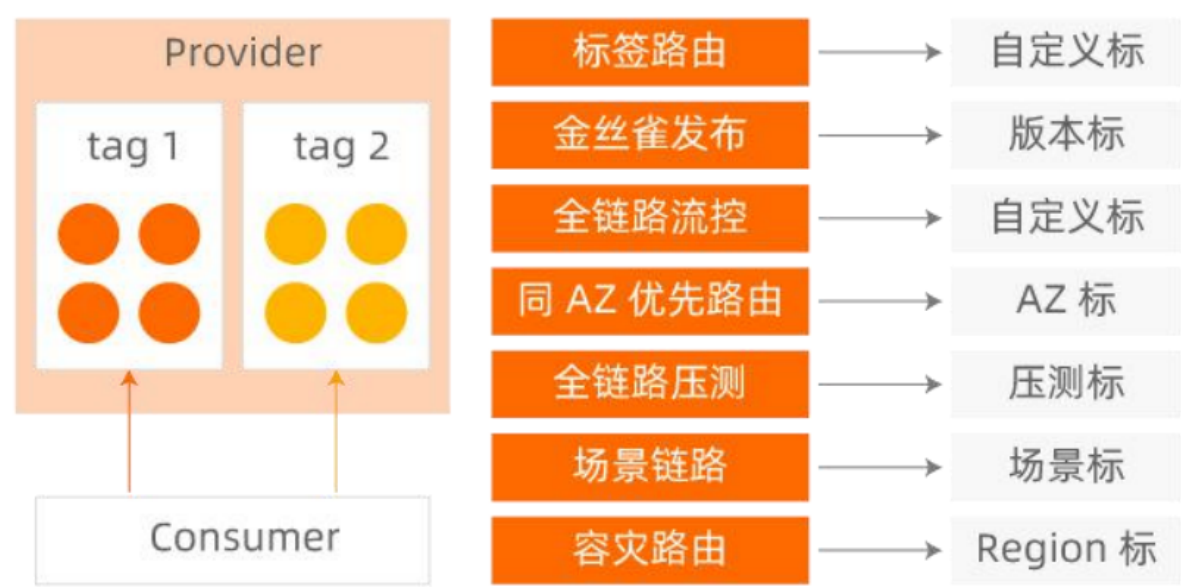 Provider
tag 1
tag 2
Consumer
标签路由
自定义标
金丝雀发布
版本标
全链路流控
自定义标
同 AZ 优先路由
AZ 标
全链路压测
压测标
场景链路
场景标
容灾路由
Region 标